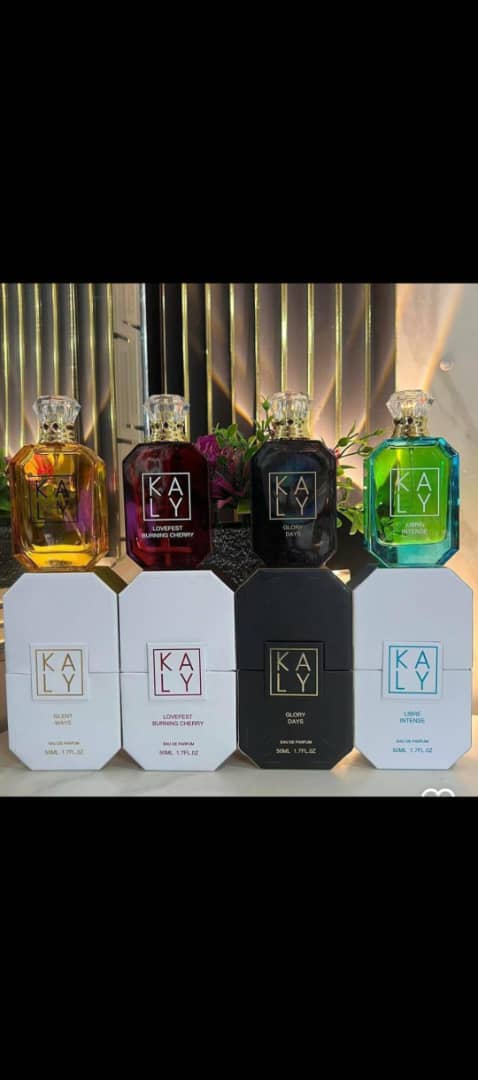 KA
LY
KA
LY
LOVEFEST
BURNING CHERRY
KA
LY
GLORY
DAYS
KA
LY
INTENSE
KA
LY
GLENT
WAYS
EAU DE PARFUM
50ML 1.7FL.OZ
KA
LY
LOVEFEST
BURNING CHERRY
EAU DE PARFUM
50ML 1.7FL.OZ
KA
LY
GLORY
DAYS
EAU DE PARFUM
50ML 1.7FL.OZ
KA
LY
LIBRE
INTENSE
EAU DE PARFUM
50ML 1.7FL.OZ